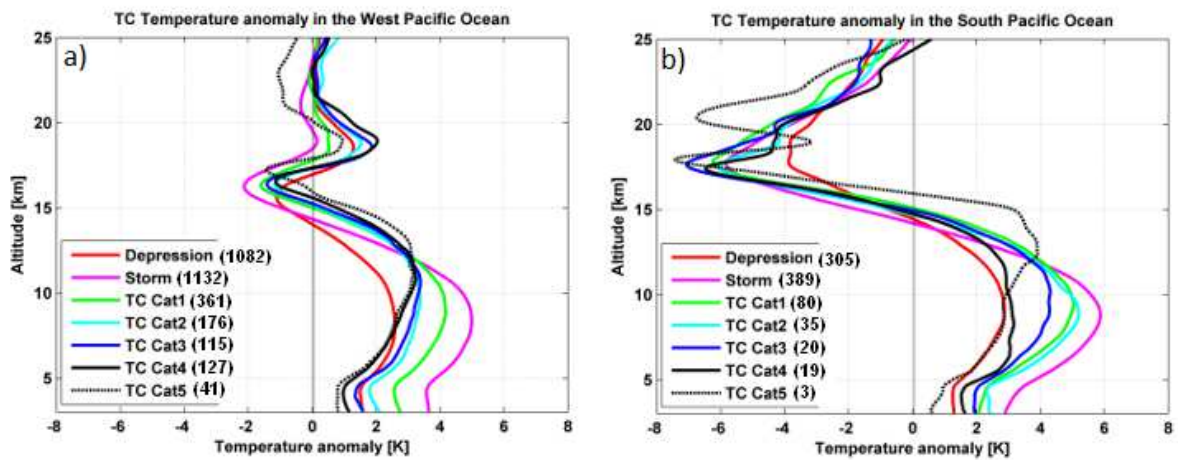 TC Temperature anomaly in the West Pacific Ocean
a)
Altitude [km]
25
20
15
10
5
Depression (1082)
Storm (1132)
TC Cat1 (361)
TC Cat2 (176)
TC Cat3 (115)
TC Cat4 (127)
TC Cat5 (41)
-8 -6 -4 -2 0 2 4 6 8
Temperature anomaly [K]
TC Temperature anomaly in the South Pacific Ocean
b)
Altitude [km]
25
20
15
10
5
Depression (305)
Storm (389)
TC Cat1 (80)
TC Cat2 (35)
TC Cat3 (20)
TC Cat4 (19)
TC Cat5 (3)
-8 -6 -4 -2 0 2 4 6 8
Temperature anomaly [K]